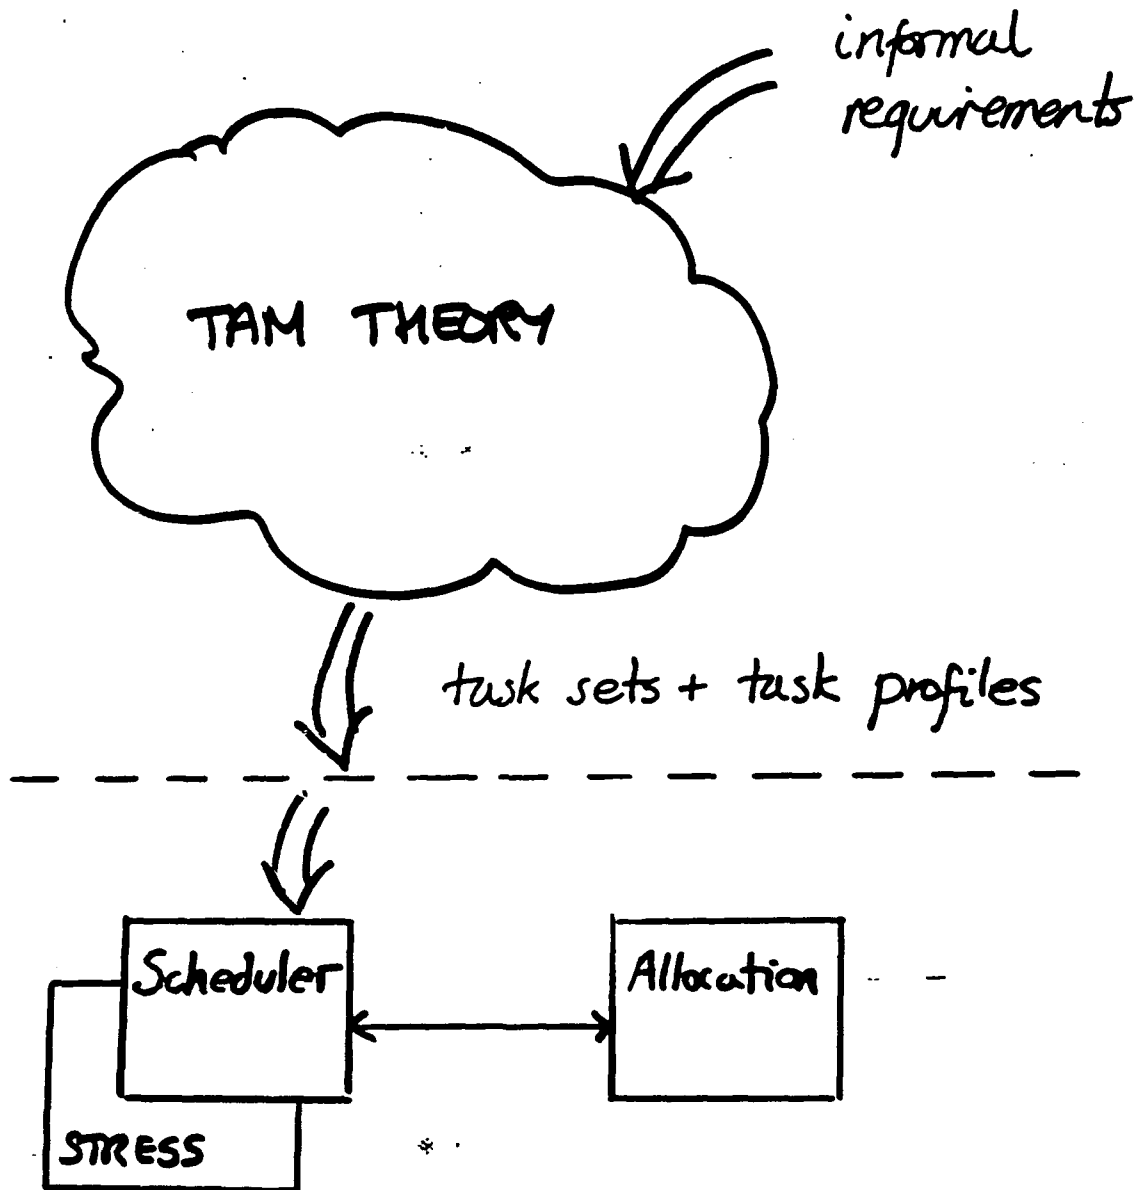 informal
requirements
TAM THEORY
task sets + task profiles
Scheduler
Allocation
STRESS